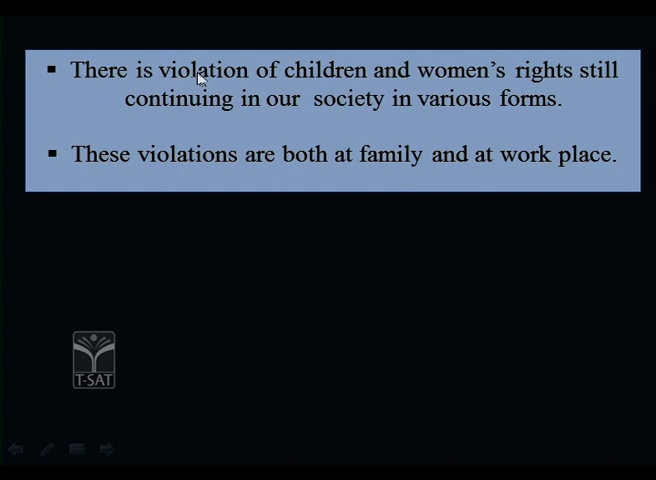 ▪ There is violation of children and women's rights still
continuing in our society in various forms.
▪ These violations are both at family and at work place.
T-SAT